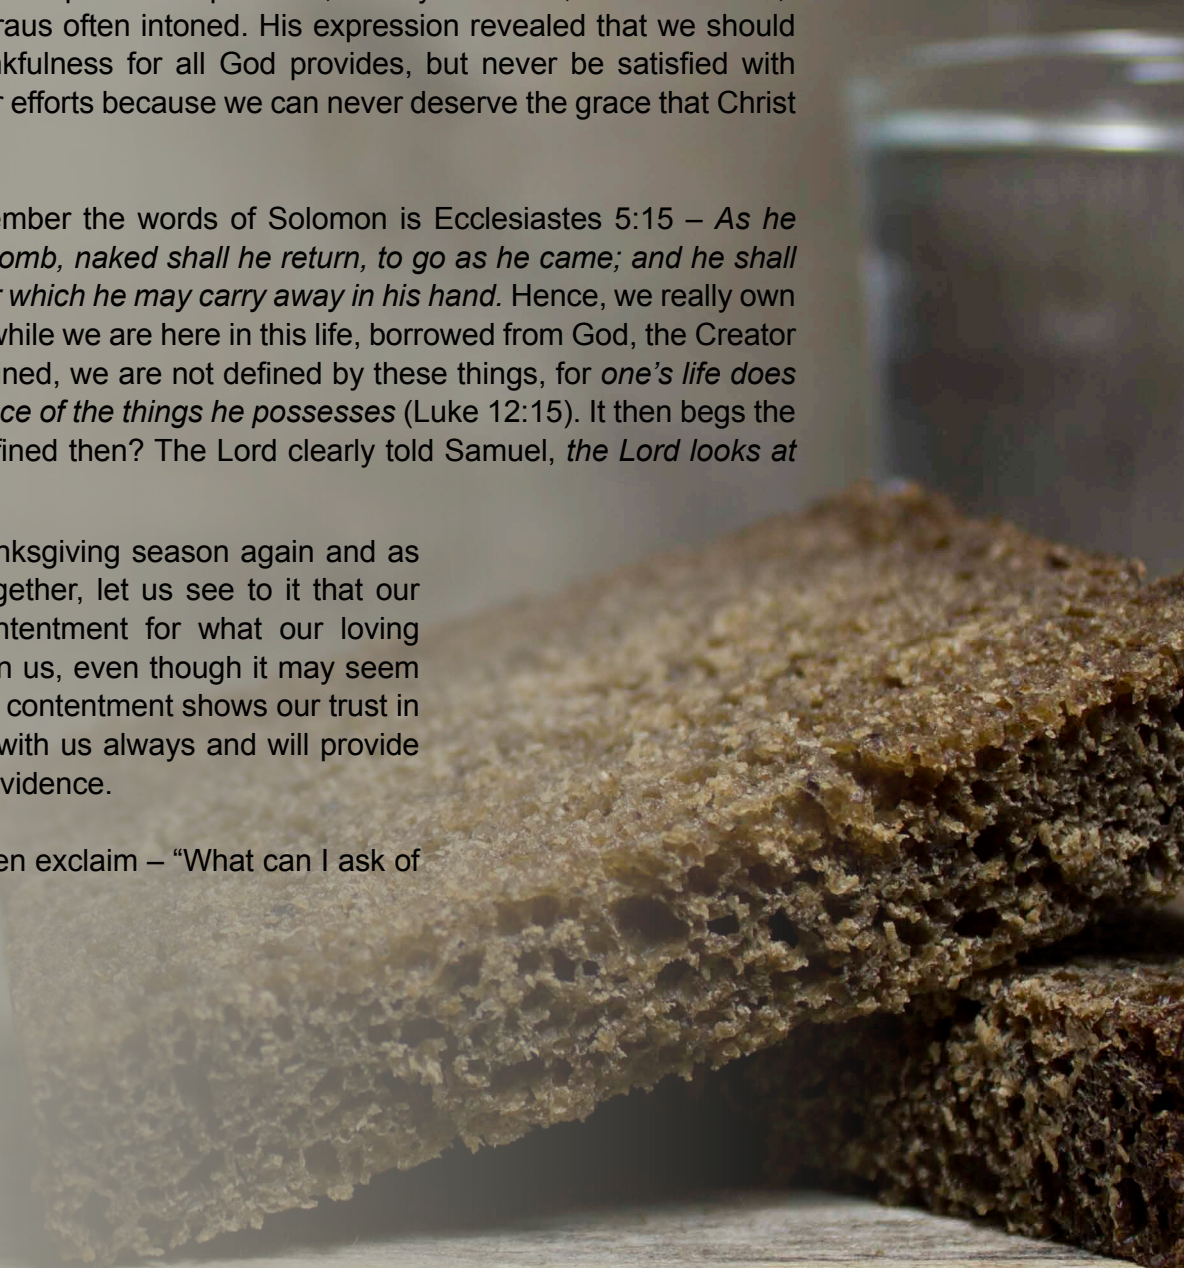 raus often intoned. His expression revealed that we should
kfulness for all God provides, but never be satisfied with
efforts because we can never deserve the grace that Christ
ember the words of Solomon is Ecclesiastes 5:15 – As he
omb, naked shall he return, to go as he came; and he shall
which he may carry away in his hand. Hence, we really own
while we are here in this life, borrowed from God, the Creator
ned, we are not defined by these things, for one’s life does
ce of the things he possesses (Luke 12:15). It then begs the
fined then? The Lord clearly told Samuel, the Lord looks at
nksgiving season again and as
gether, let us see to it that our
ntentment for what our loving
n us, even though it may seem
contentment shows our trust in
with us always and will provide
vidence.
en exclaim – “What can I ask of